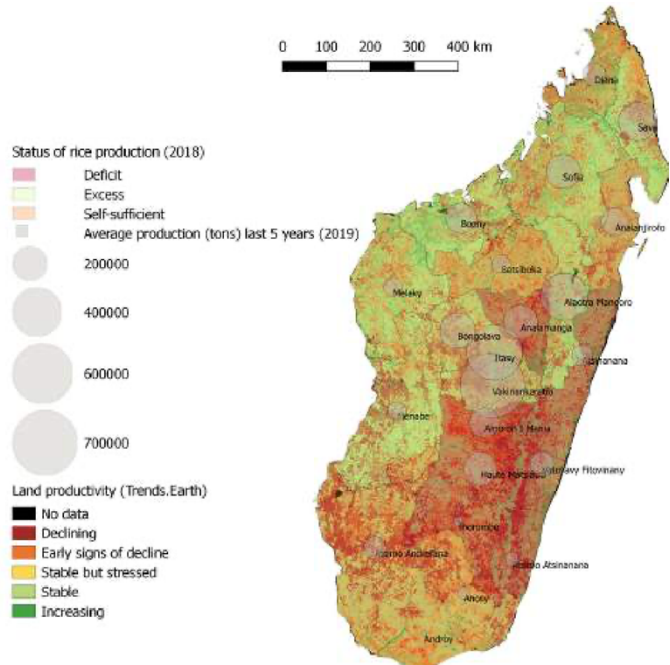 0 100 200 300 400 km
Status of rice production (2018)
Deficit
Excess
Self-sufficient
Average production (tons) last 5 years (2019)
200000
400000
600000
700000
Land productivity (Trends.Earth)
No data
Declining
Early signs of decline
Stable but stressed
Stable
Increasing
Diana
Sava
Sofia
Analanjirofo
Boeny
Betsiboka
Melaky
Alaotra Mangoro
Analamanga
Bongolava
Itasy
Vakinankaratra
Menabe
Amoron I Mania
Haute Matsiatra
Vatovavy Fitovinany
Ihorombe
Atsimo Andrefana
Atsimo Atsinanana
Anosy
Androy